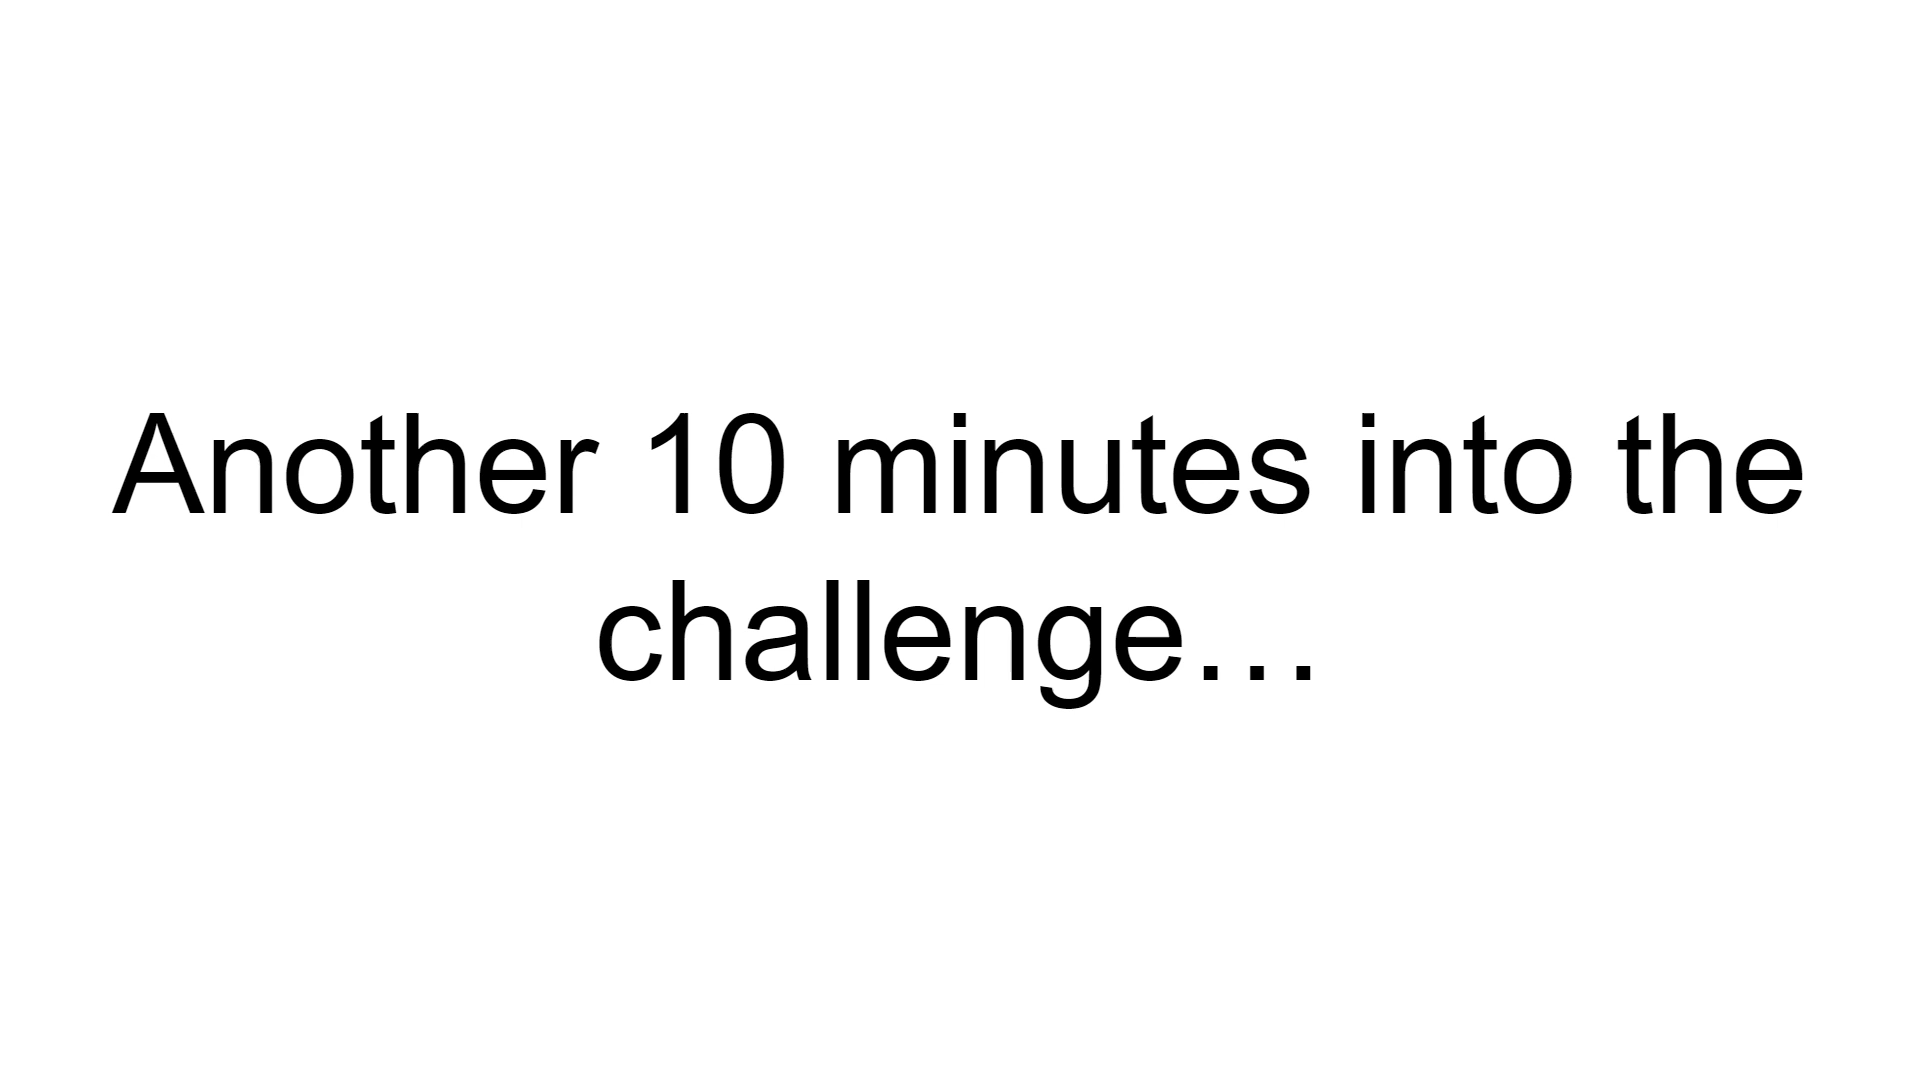 Another 10 minutes into the
challenge…